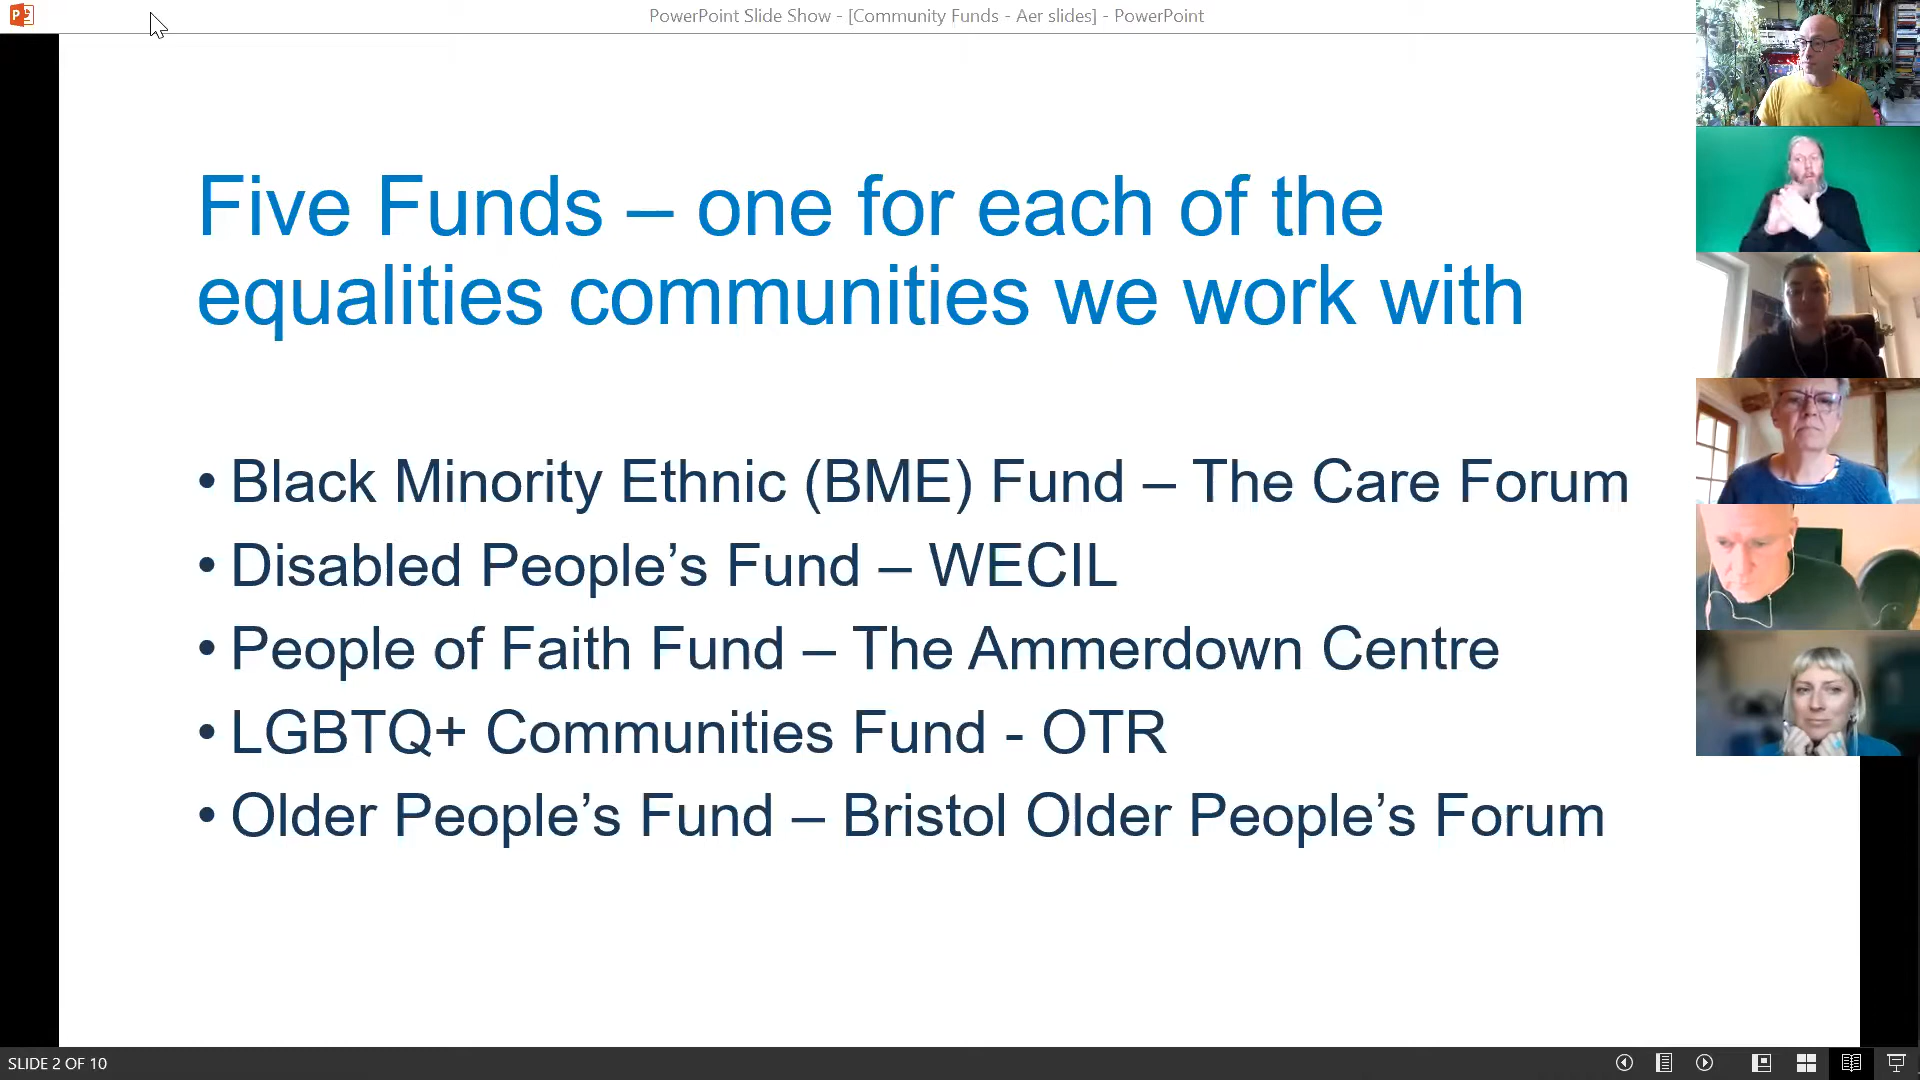 PowerPoint Slide Show - [Community Funds - Aer slides] - PowerPoint
Five Funds – one for each of the
equalities communities we work with
• Black Minority Ethnic (BME) Fund – The Care Forum
• Disabled People’s Fund – WECIL
• People of Faith Fund – The Ammerdown Centre
• LGBTQ+ Communities Fund - OTR
• Older People’s Fund – Bristol Older People’s Forum
SLIDE 2 OF 10